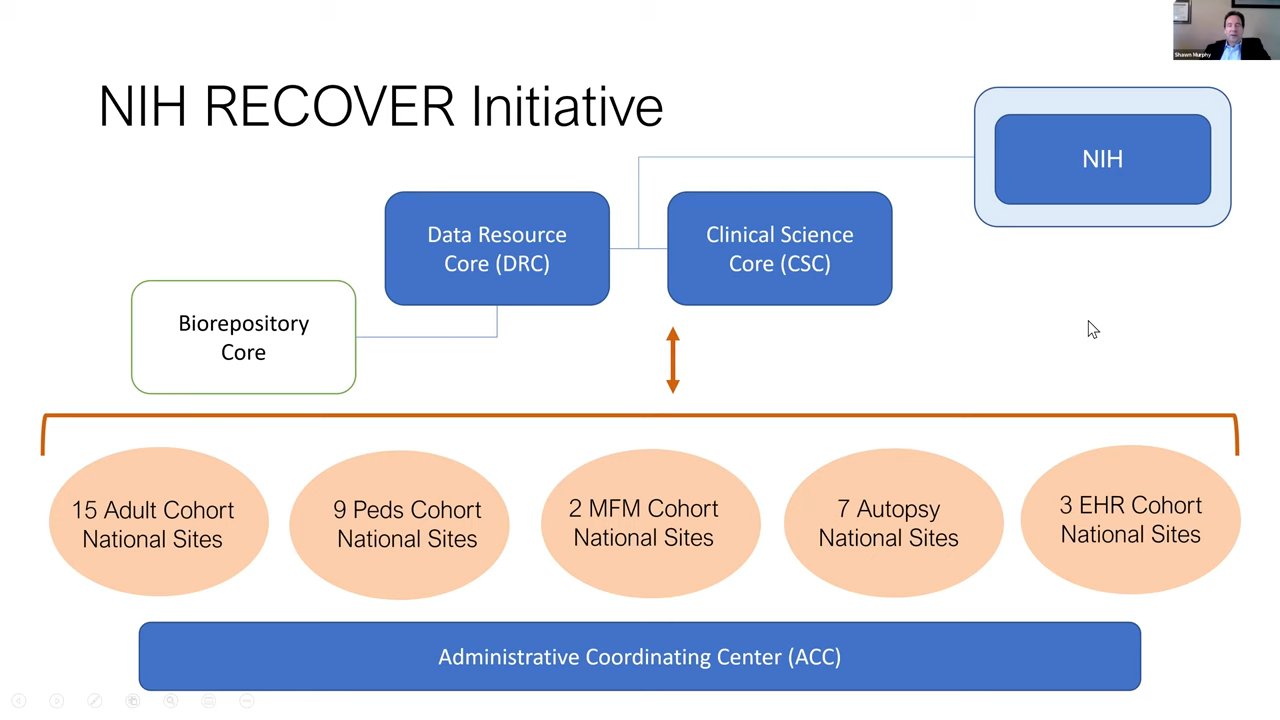 Shawn Murphy
NIH RECOVER Initiative
NIH
Data Resource
Core (DRC)
Clinical Science
Core (CSC)
Biorepository
Core
15 Adult Cohort
National Sites
9 Peds Cohort
National Sites
2 MFM Cohort
National Sites
7 Autopsy
National Sites
3 EHR Cohort
National Sites
Administrative Coordinating Center (ACC)